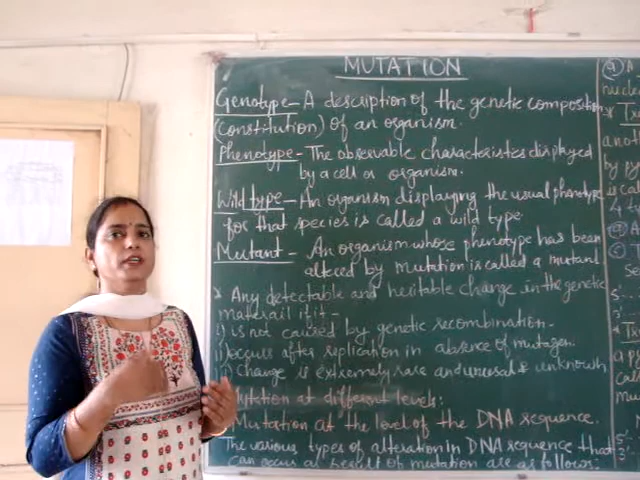 MUTATION
Genotype - A description of the genetic composition
(constitution) of an organism.
Phenotype - The observable characteristics displayed
by a cell or organism.
Wild type - An organism displaying the usual phenotype
for that species is called a wild type.
Mutant - An organism whose phenotype has been
altered by mutation is called a mutant
* Any detectable and heritable change in the genetic
material if it -
i) is not caused by genetic recombination.
ii) occurs after replication in absence of mutagen.
change is extremely rare and unusual & unknown
Mutation at different levels:
Mutation at the level of the DNA sequence.
The various types of alteration in DNA sequence that
can occur as result of mutation are as follows: